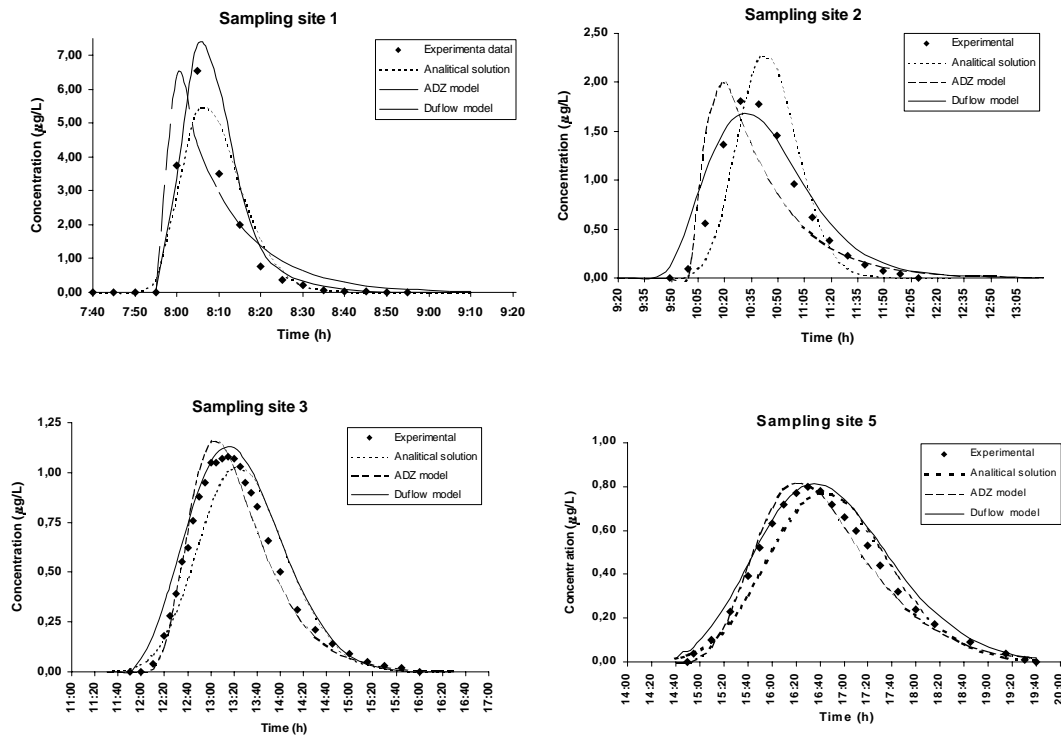 Sampling site 1
Concentration (µg/L)
7,00
6,00
5,00
4,00
3,00
2,00
1,00
0,00
7:40 7:50 8:00 8:10 8:20 8:30 8:40 8:50 9:00 9:10 9:20
Time (h)
Experimenta datal
Analitical solution
ADZ model
Duflow model
Sampling site 2
Concentration (µg/L)
2,50
2,00
1,50
1,00
0,50
0,00
9:20 9:35 9:50 10:05 10:20 10:35 10:50 11:05 11:20 11:35 11:50 12:05 12:20 12:35 12:50 13:05
Time (h)
Experimental
Analitical solution
ADZ model
Duflow model
Sampling site 3
Concentration (µg/L)
1,25
1,00
0,75
0,50
0,25
0,00
11:00 11:20 11:40 12:00 12:20 12:40 13:00 13:20 13:40 14:00 14:20 14:40 15:00 15:20 15:40 16:00 16:20 16:40 17:00
Time (h)
Experimental
Analitical solution
ADZ model
Duflow model
Sampling site 5
Concentration (µg/L)
1,00
0,80
0,60
0,40
0,20
0,00
14:00 14:20 14:40 15:00 15:20 15:40 16:00 16:20 16:40 17:00 17:20 17:40 18:00 18:20 18:40 19:00 19:20 19:40 20:00
Time (h)
Experimental
Analitical solution
ADZ model
Duflow model